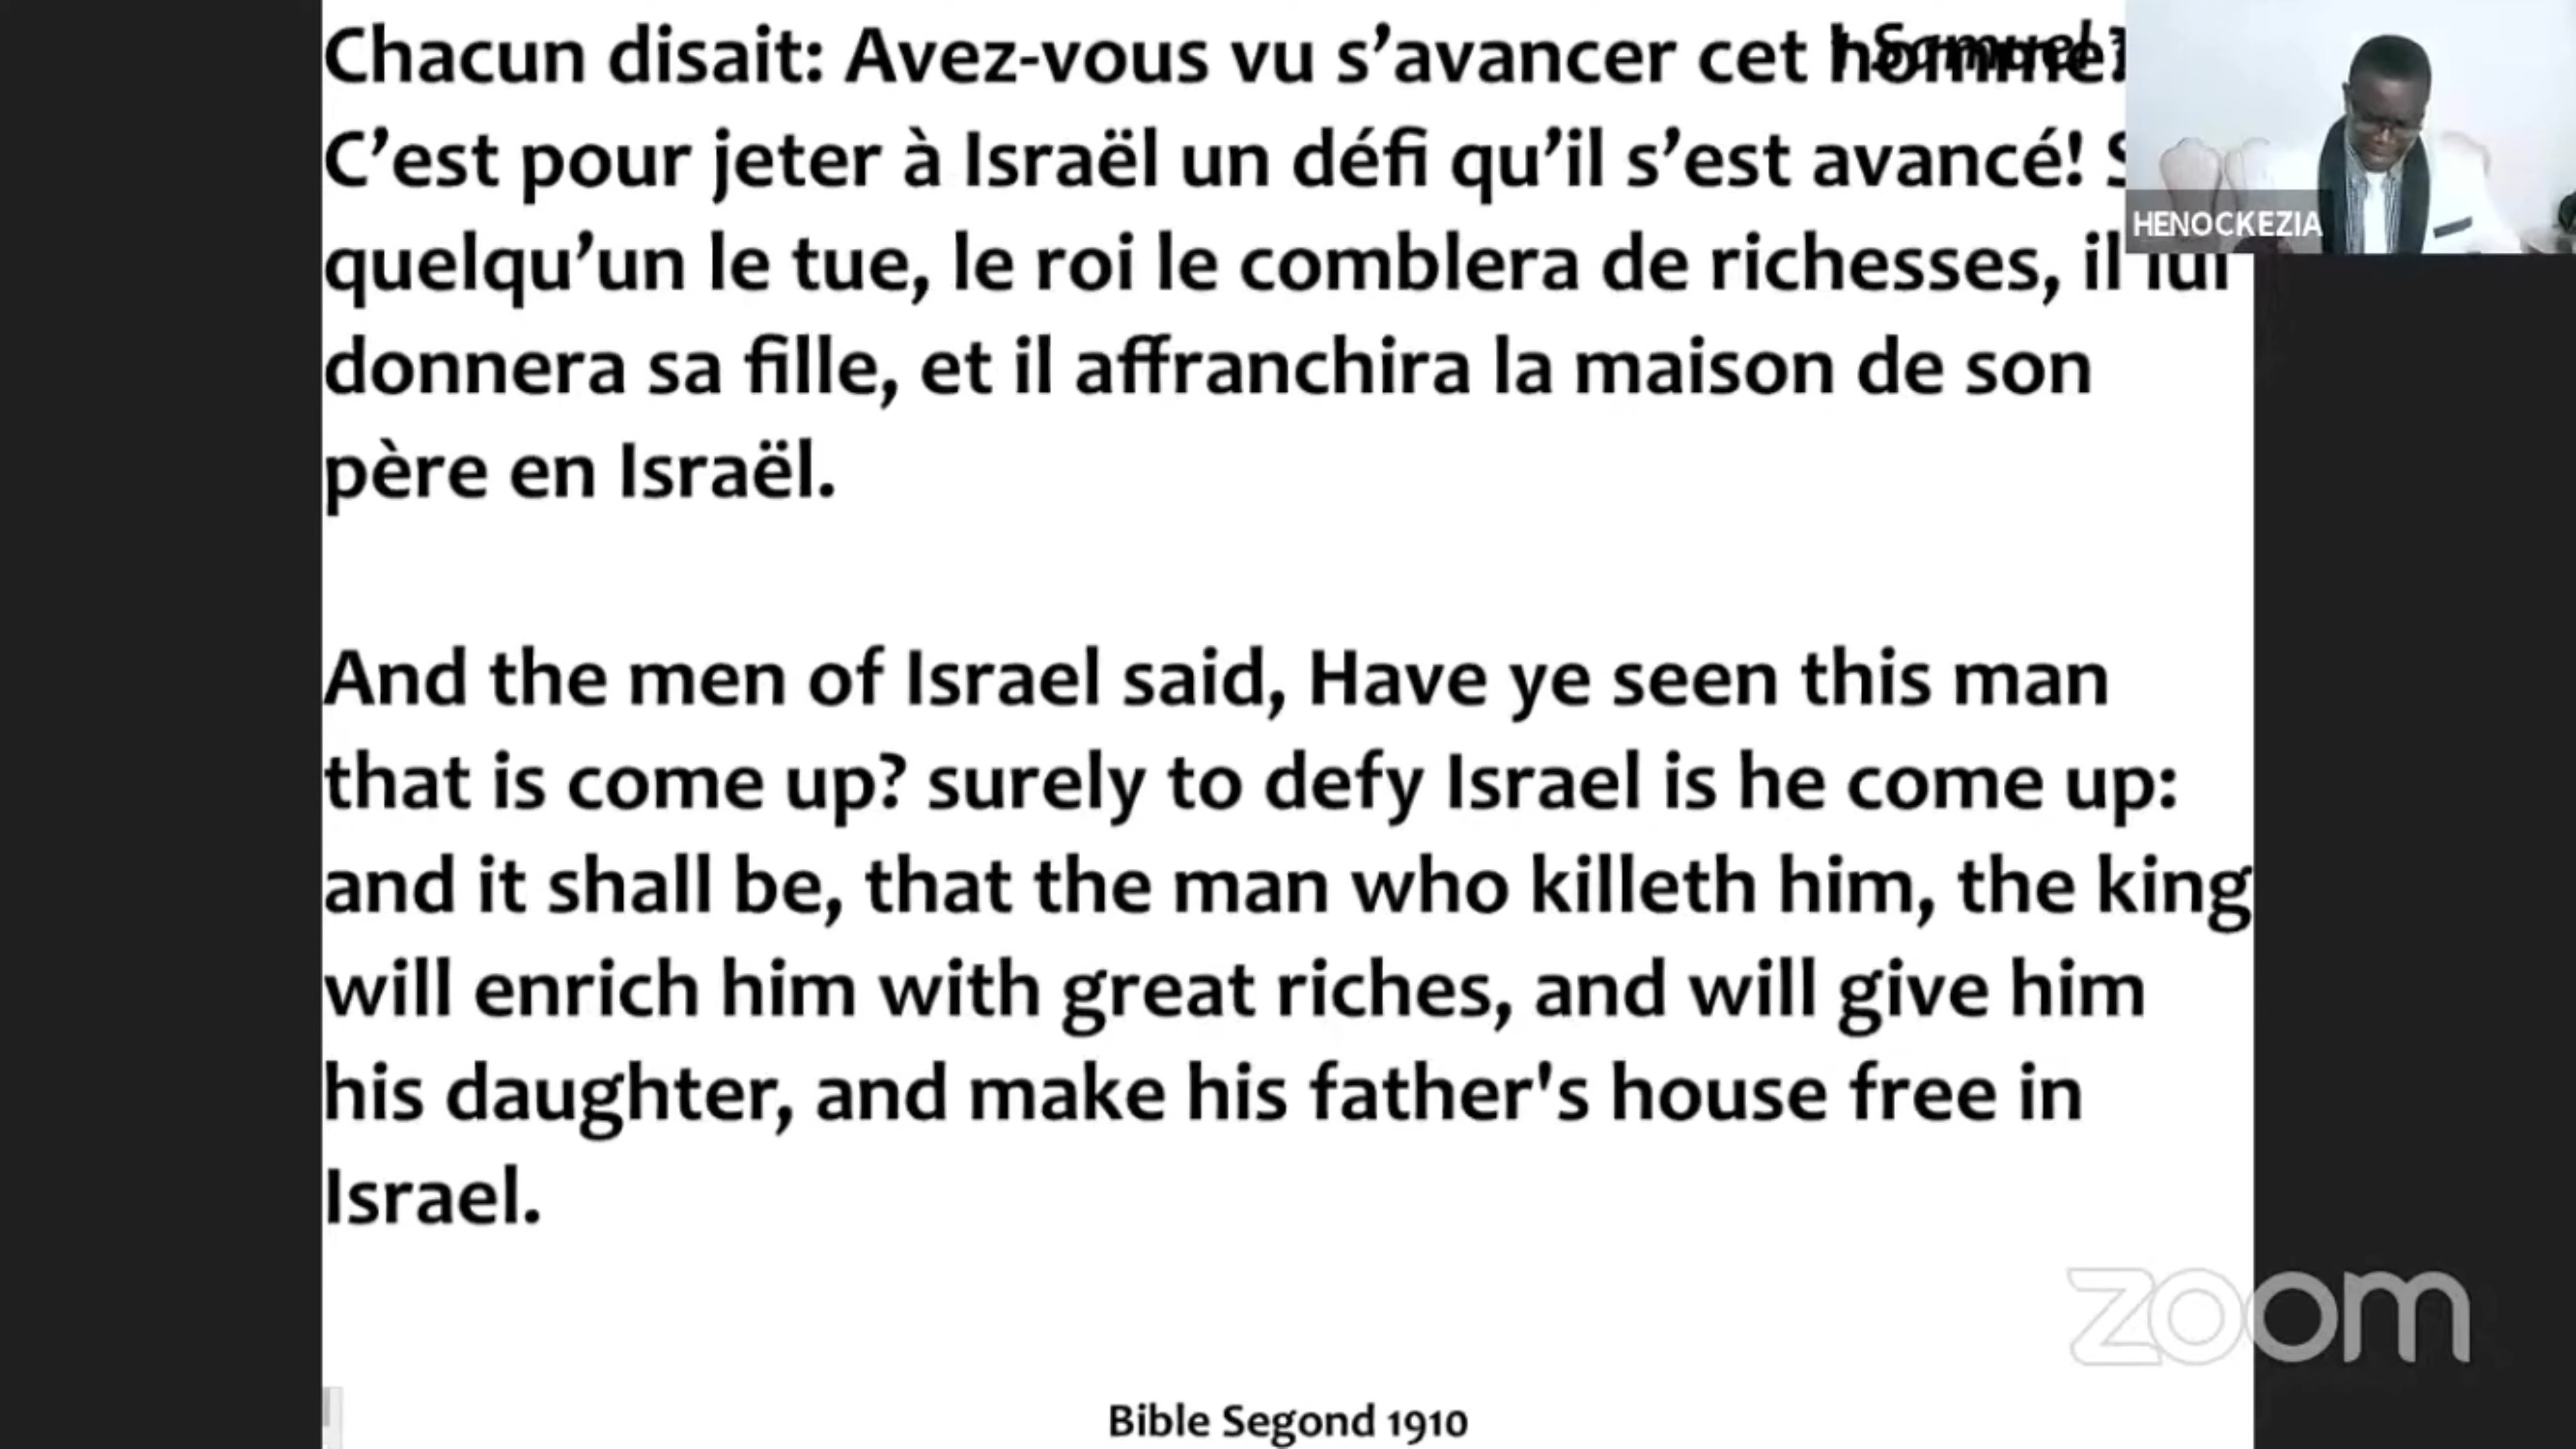 Chacun disait: Avez-vous vu s’avancer cet homme?
1 Samuel
C’est pour jeter à Israël un défi qu’il s’est avancé! S
quelqu’un le tue, le roi le comblera de richesses, il lui
donnera sa fille, et il affranchira la maison de son
père en Israël.
And the men of Israel said, Have ye seen this man
that is come up? surely to defy Israel is he come up:
and it shall be, that the man who killeth him, the king
will enrich him with great riches, and will give him
his daughter, and make his father's house free in
Israel.
Bible Segond 1910
HENOCKEZIA
zoom